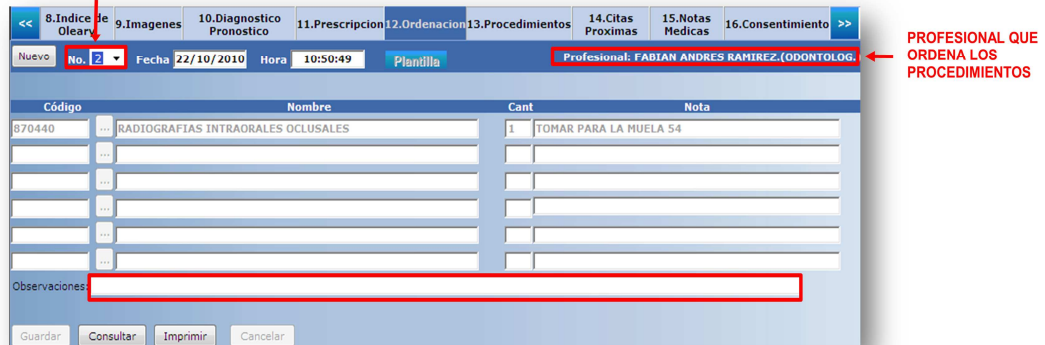 << 8.Indice de Oleary 9.Imagenes 10.Diagnostico Pronostico 11.Prescripcion 12.Ordenacion 13.Procedimientos 14.Citas Proximas 15.Notas Medicas 16.Consentimiento >>
Nuevo No. 2 Fecha 22/10/2010 Hora 10:50:49 Plantilla Profesional: FABIAN ANDRES RAMIREZ.(ODONTOLOG.
PROFESIONAL QUE
ORDENA LOS
PROCEDIMIENTOS
Código Nombre Cant Nota
870440 ... RADIOGRAFIAS INTRAORALES OCLUSALES 1 TOMAR PARA LA MUELA 54
...
...
...
...
...
Observaciones:
Guardar Consultar Imprimir Cancelar